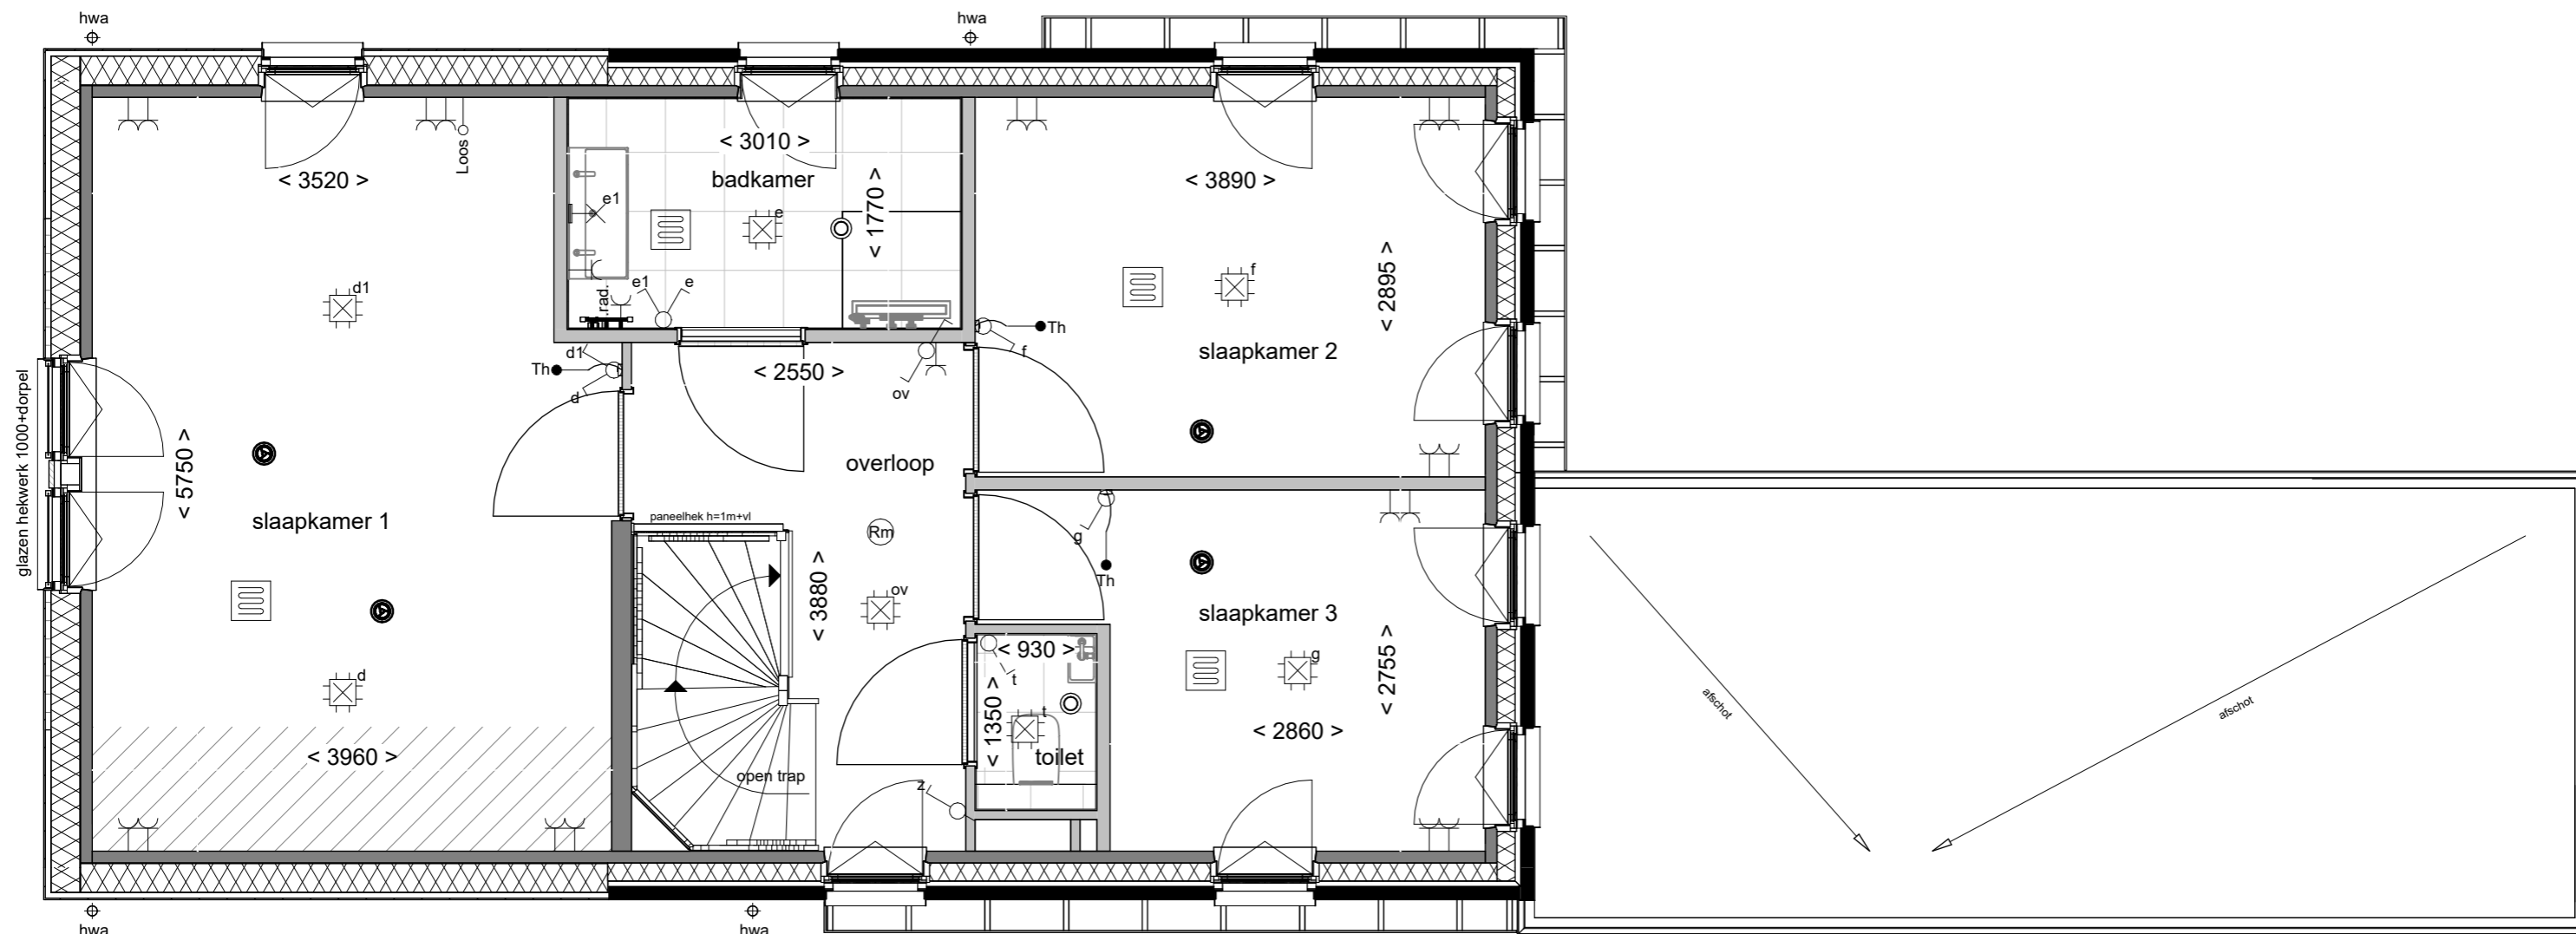 hwa
hwa
< 3520 >
Loos
< 3010 >
badkamer
< 1770 >
e1
e
.rad.
e1
e
< 3890 >
< 2895 >
f
Th
f
slaapkamer 2
d1
d1
Th
d
< 2550 >
ov
overloop
glazen hekwerk 1000+dorpel
< 5750 >
slaapkamer 1
paneelhek h=1m+vl
Rm
< 3880 >
ov
g
Th
slaapkamer 3
g
< 2755 >
< 2860 >
< 930 >
t
< 1350 >
t
toilet
d
< 3960 >
open trap
z
afschot
afschot
hwa
hwa